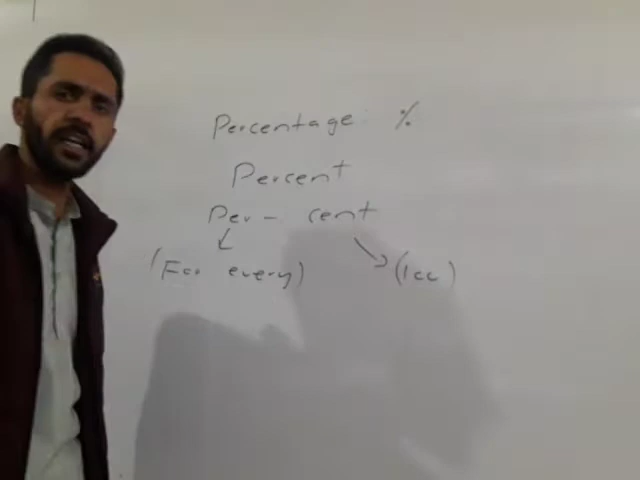 Percentage: %
Percent
Per - cent
(For every) (100)